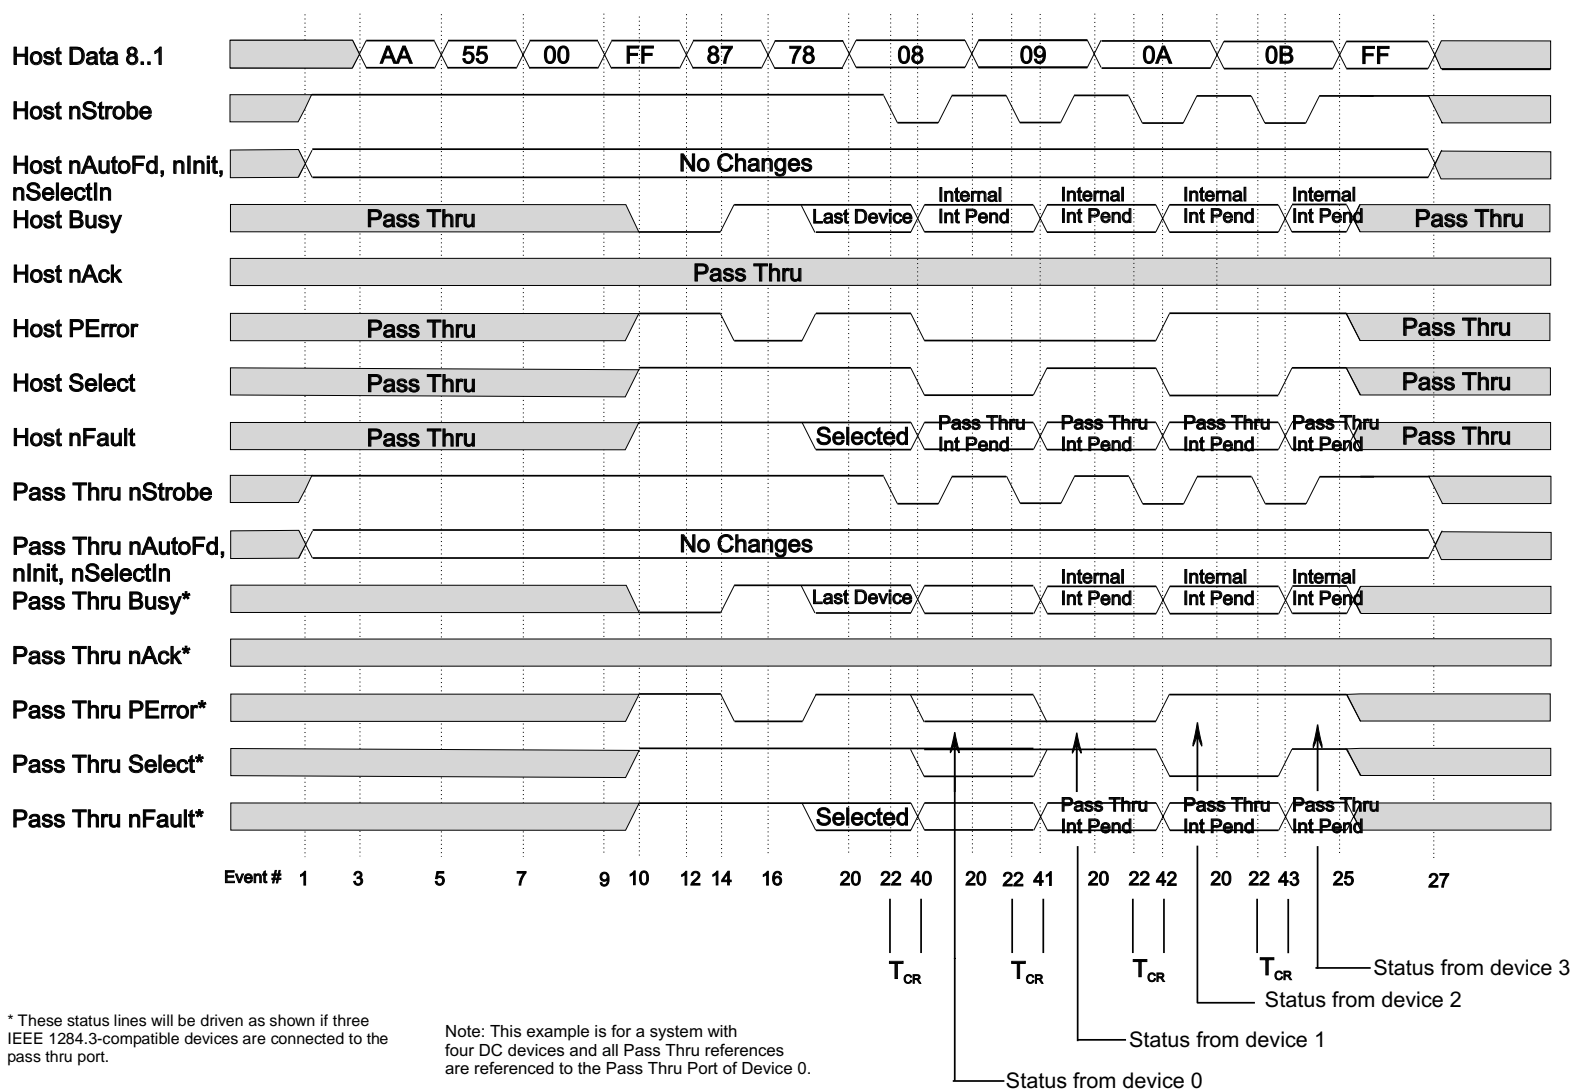 Host Data 8..1 AA 55 00 FF 87 78 08 09 0A 0B FF
Host nStrobe
Host nAutoFd, nInit, No Changes
nSelectIn
Internal Internal Internal Internal
Host Busy Pass Thru Last Device Int Pend Int Pend Int Pend Int Pend Pass Thru
Host nAck Pass Thru
Host PError Pass Thru Pass Thru
Host Select Pass Thru Pass Thru
Pass Thru Pass Thru Pass Thru Pass Thru
Host nFault Pass Thru Selected Int Pend Int Pend Int Pend Int Pend Pass Thru
Pass Thru nStrobe
Pass Thru nAutoFd, No Changes
nInit, nSelectIn
Internal Internal Internal
Pass Thru Busy* Last Device Int Pend Int Pend Int Pend
Pass Thru nAck*
Pass Thru PError*
Pass Thru Select*
Pass Thru Pass Thru Pass Thru
Pass Thru nFault* Selected Int Pend Int Pend Int Pend
Event # 1 3 5 7 9 10 12 14 16 20 22 40 20 22 41 20 22 42 20 22 43 25 27
TCR TCR TCR TCR
Status from device 3
Status from device 2
Status from device 1
Status from device 0
* These status lines will be driven as shown if three
IEEE 1284.3-compatible devices are connected to the
pass thru port.
Note: This example is for a system with
four DC devices and all Pass Thru references
are referenced to the Pass Thru Port of Device 0.